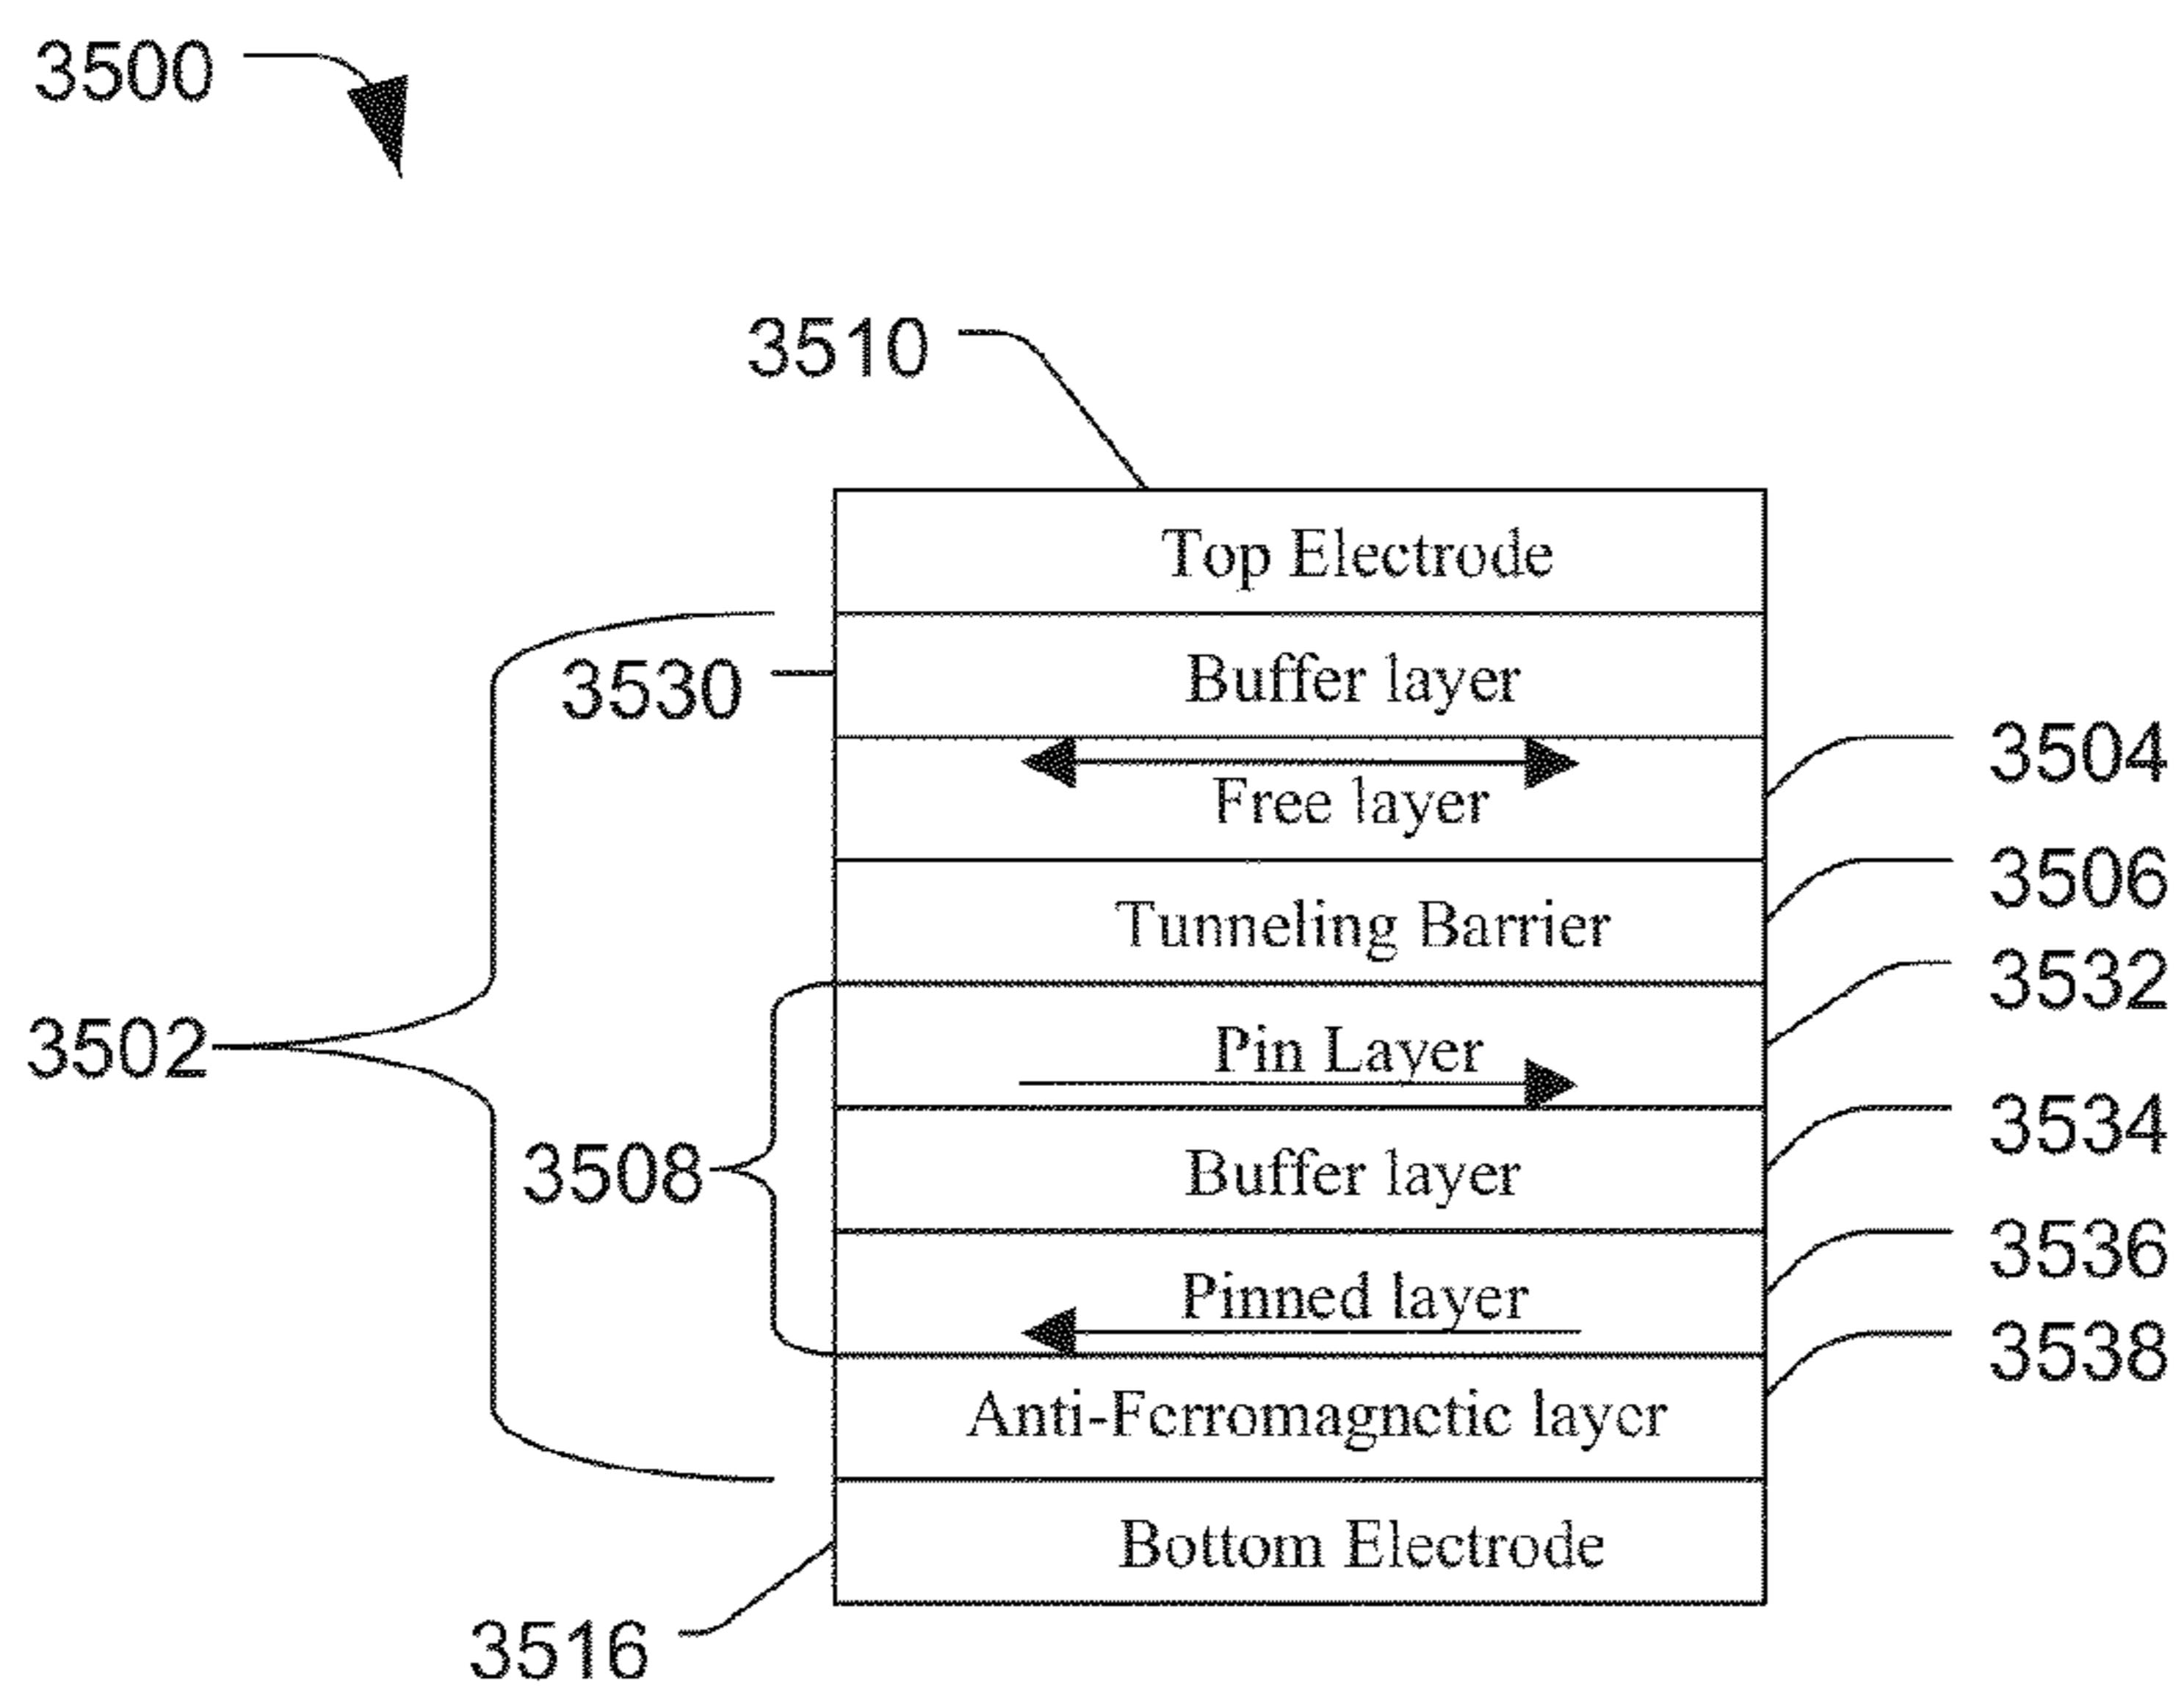 3500
3510
Top Electrode
3530
Buffer layer
3504
Free layer
3506
Tunneling Barrier
3532
3502
Pin Layer
3534
3508
Buffer layer
3536
Pinned layer
3538
Anti-Ferromagnetic layer
Bottom Electrode
3516